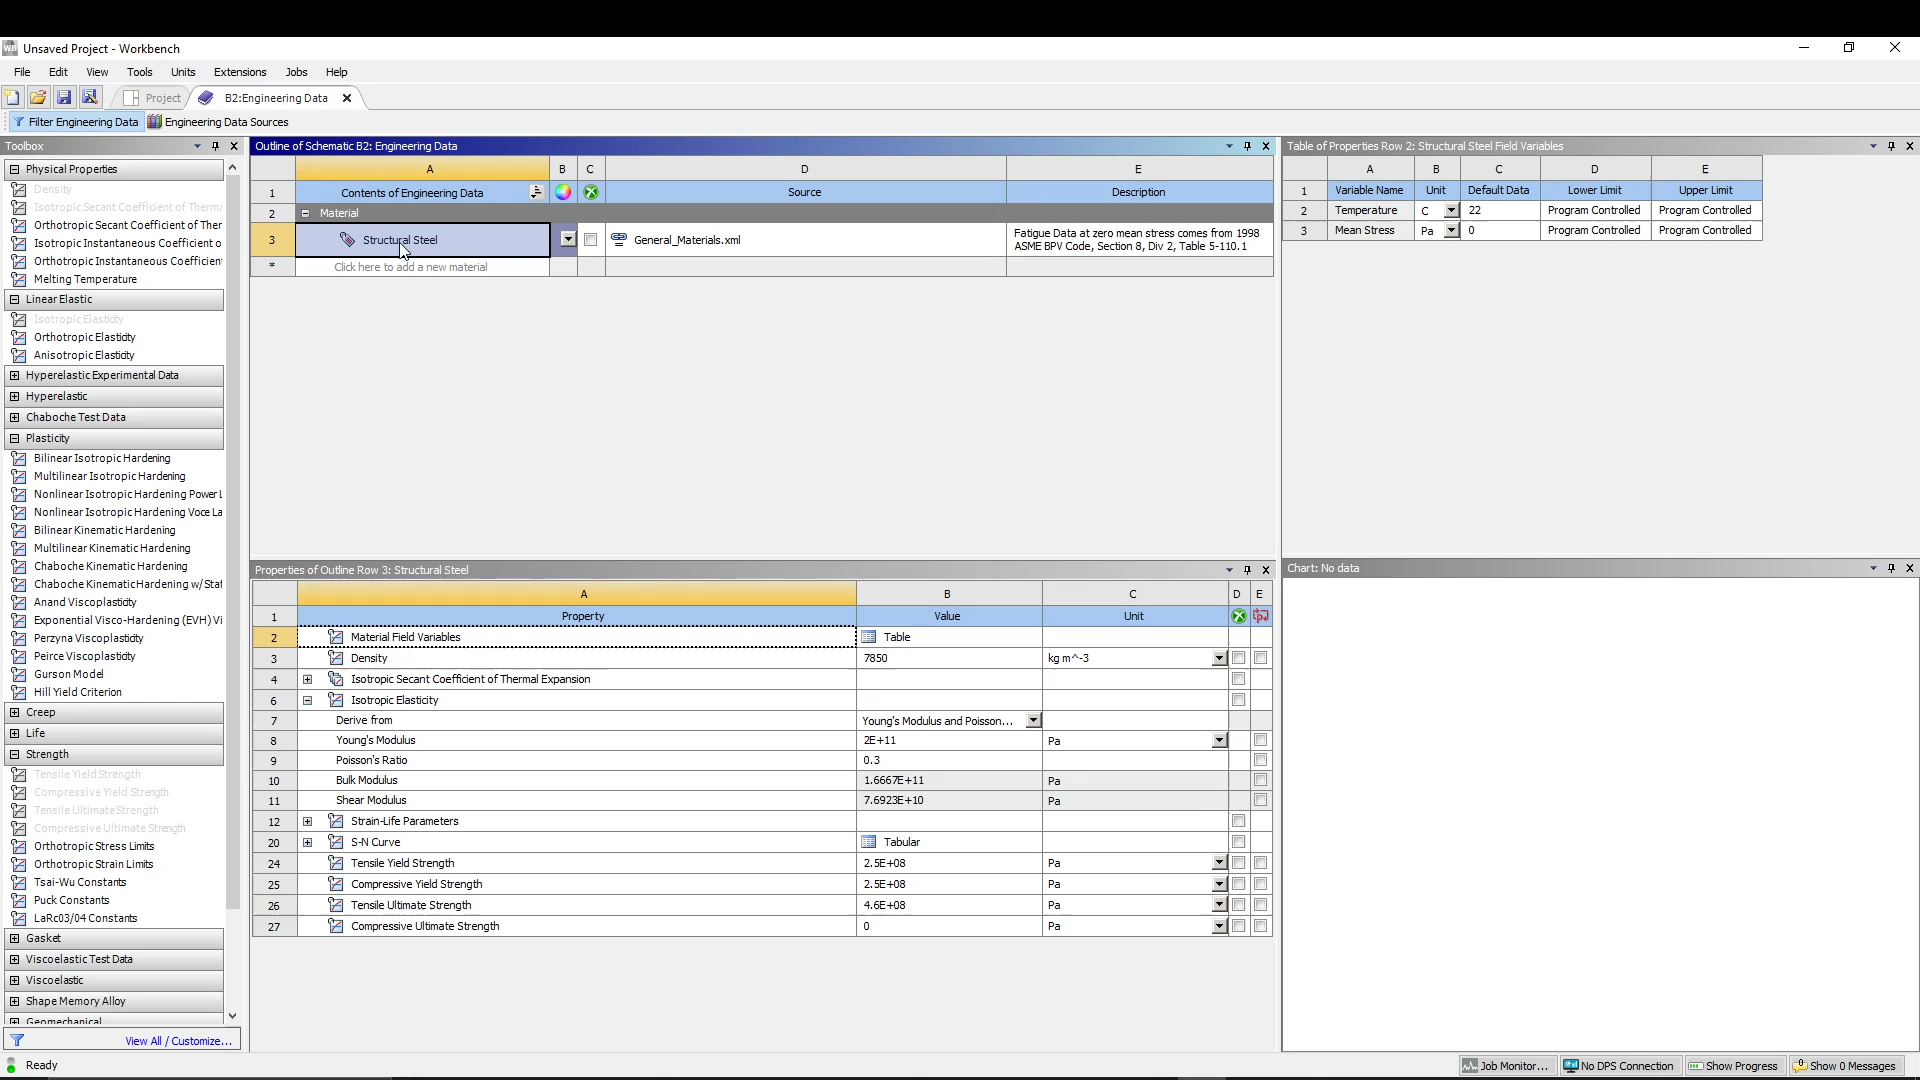 Unsaved Project - Workbench
File Edit View Tools Units Extensions Jobs Help
Project B2:Engineering Data
Filter Engineering Data Engineering Data Sources
Toolbox
Physical Properties
Density
Isotropic Secant Coefficient of Therma
Orthotropic Secant Coefficient of Ther
Isotropic Instantaneous Coefficient o
Orthotropic Instantaneous Coefficien
Melting Temperature
Linear Elastic
Isotropic Elasticity
Orthotropic Elasticity
Anisotropic Elasticity
Hyperelastic Experimental Data
Hyperelastic
Chaboche Test Data
Plasticity
Bilinear Isotropic Hardening
Multilinear Isotropic Hardening
Nonlinear Isotropic Hardening Power L
Nonlinear Isotropic Hardening Voce La
Bilinear Kinematic Hardening
Multilinear Kinematic Hardening
Chaboche Kinematic Hardening
Chaboche Kinematic Hardening w/Stat
Anand Viscoplasticity
Exponential Visco-Hardening (EVH) Vi
Perzyna Viscoplasticity
Peirce Viscoplasticity
Gurson Model
Hill Yield Criterion
Creep
Life
Strength
Tensile Yield Strength
Compressive Yield Strength
Tensile Ultimate Strength
Compressive Ultimate Strength
Orthotropic Stress Limits
Orthotropic Strain Limits
Tsai-Wu Constants
Puck Constants
LaRc03/04 Constants
Gasket
Viscoelastic Test Data
Viscoelastic
Shape Memory Alloy
Geomechanical
View All / Customize...
Outline of Schematic B2: Engineering Data
A B C D E
1 Contents of Engineering Data Source Description
2 Material
3 Structural Steel General_Materials.xml Fatigue Data at zero mean stress comes from 1998
ASME BPV Code, Section 8, Div 2, Table 5-110.1
* Click here to add a new material
Properties of Outline Row 3: Structural Steel
A B C D E
1 Property Value Unit
2 Material Field Variables Table
3 Density 7850 kg m^-3
4 Isotropic Secant Coefficient of Thermal Expansion
6 Isotropic Elasticity
7 Derive from Young's Modulus and Poisson...
8 Young's Modulus 2E+11 Pa
9 Poisson's Ratio 0.3
10 Bulk Modulus 1.6667E+11 Pa
11 Shear Modulus 7.6923E+10 Pa
12 Strain-Life Parameters
20 S-N Curve Tabular
24 Tensile Yield Strength 2.5E+08 Pa
25 Compressive Yield Strength 2.5E+08 Pa
26 Tensile Ultimate Strength 4.6E+08 Pa
27 Compressive Ultimate Strength 0 Pa
Table of Properties Row 2: Structural Steel Field Variables
A B C D E
1 Variable Name Unit Default Data Lower Limit Upper Limit
2 Temperature C 22 Program Controlled Program Controlled
3 Mean Stress Pa 0 Program Controlled Program Controlled
Chart: No data
Ready
Job Monitor... No DPS Connection Show Progress Show 0 Messages